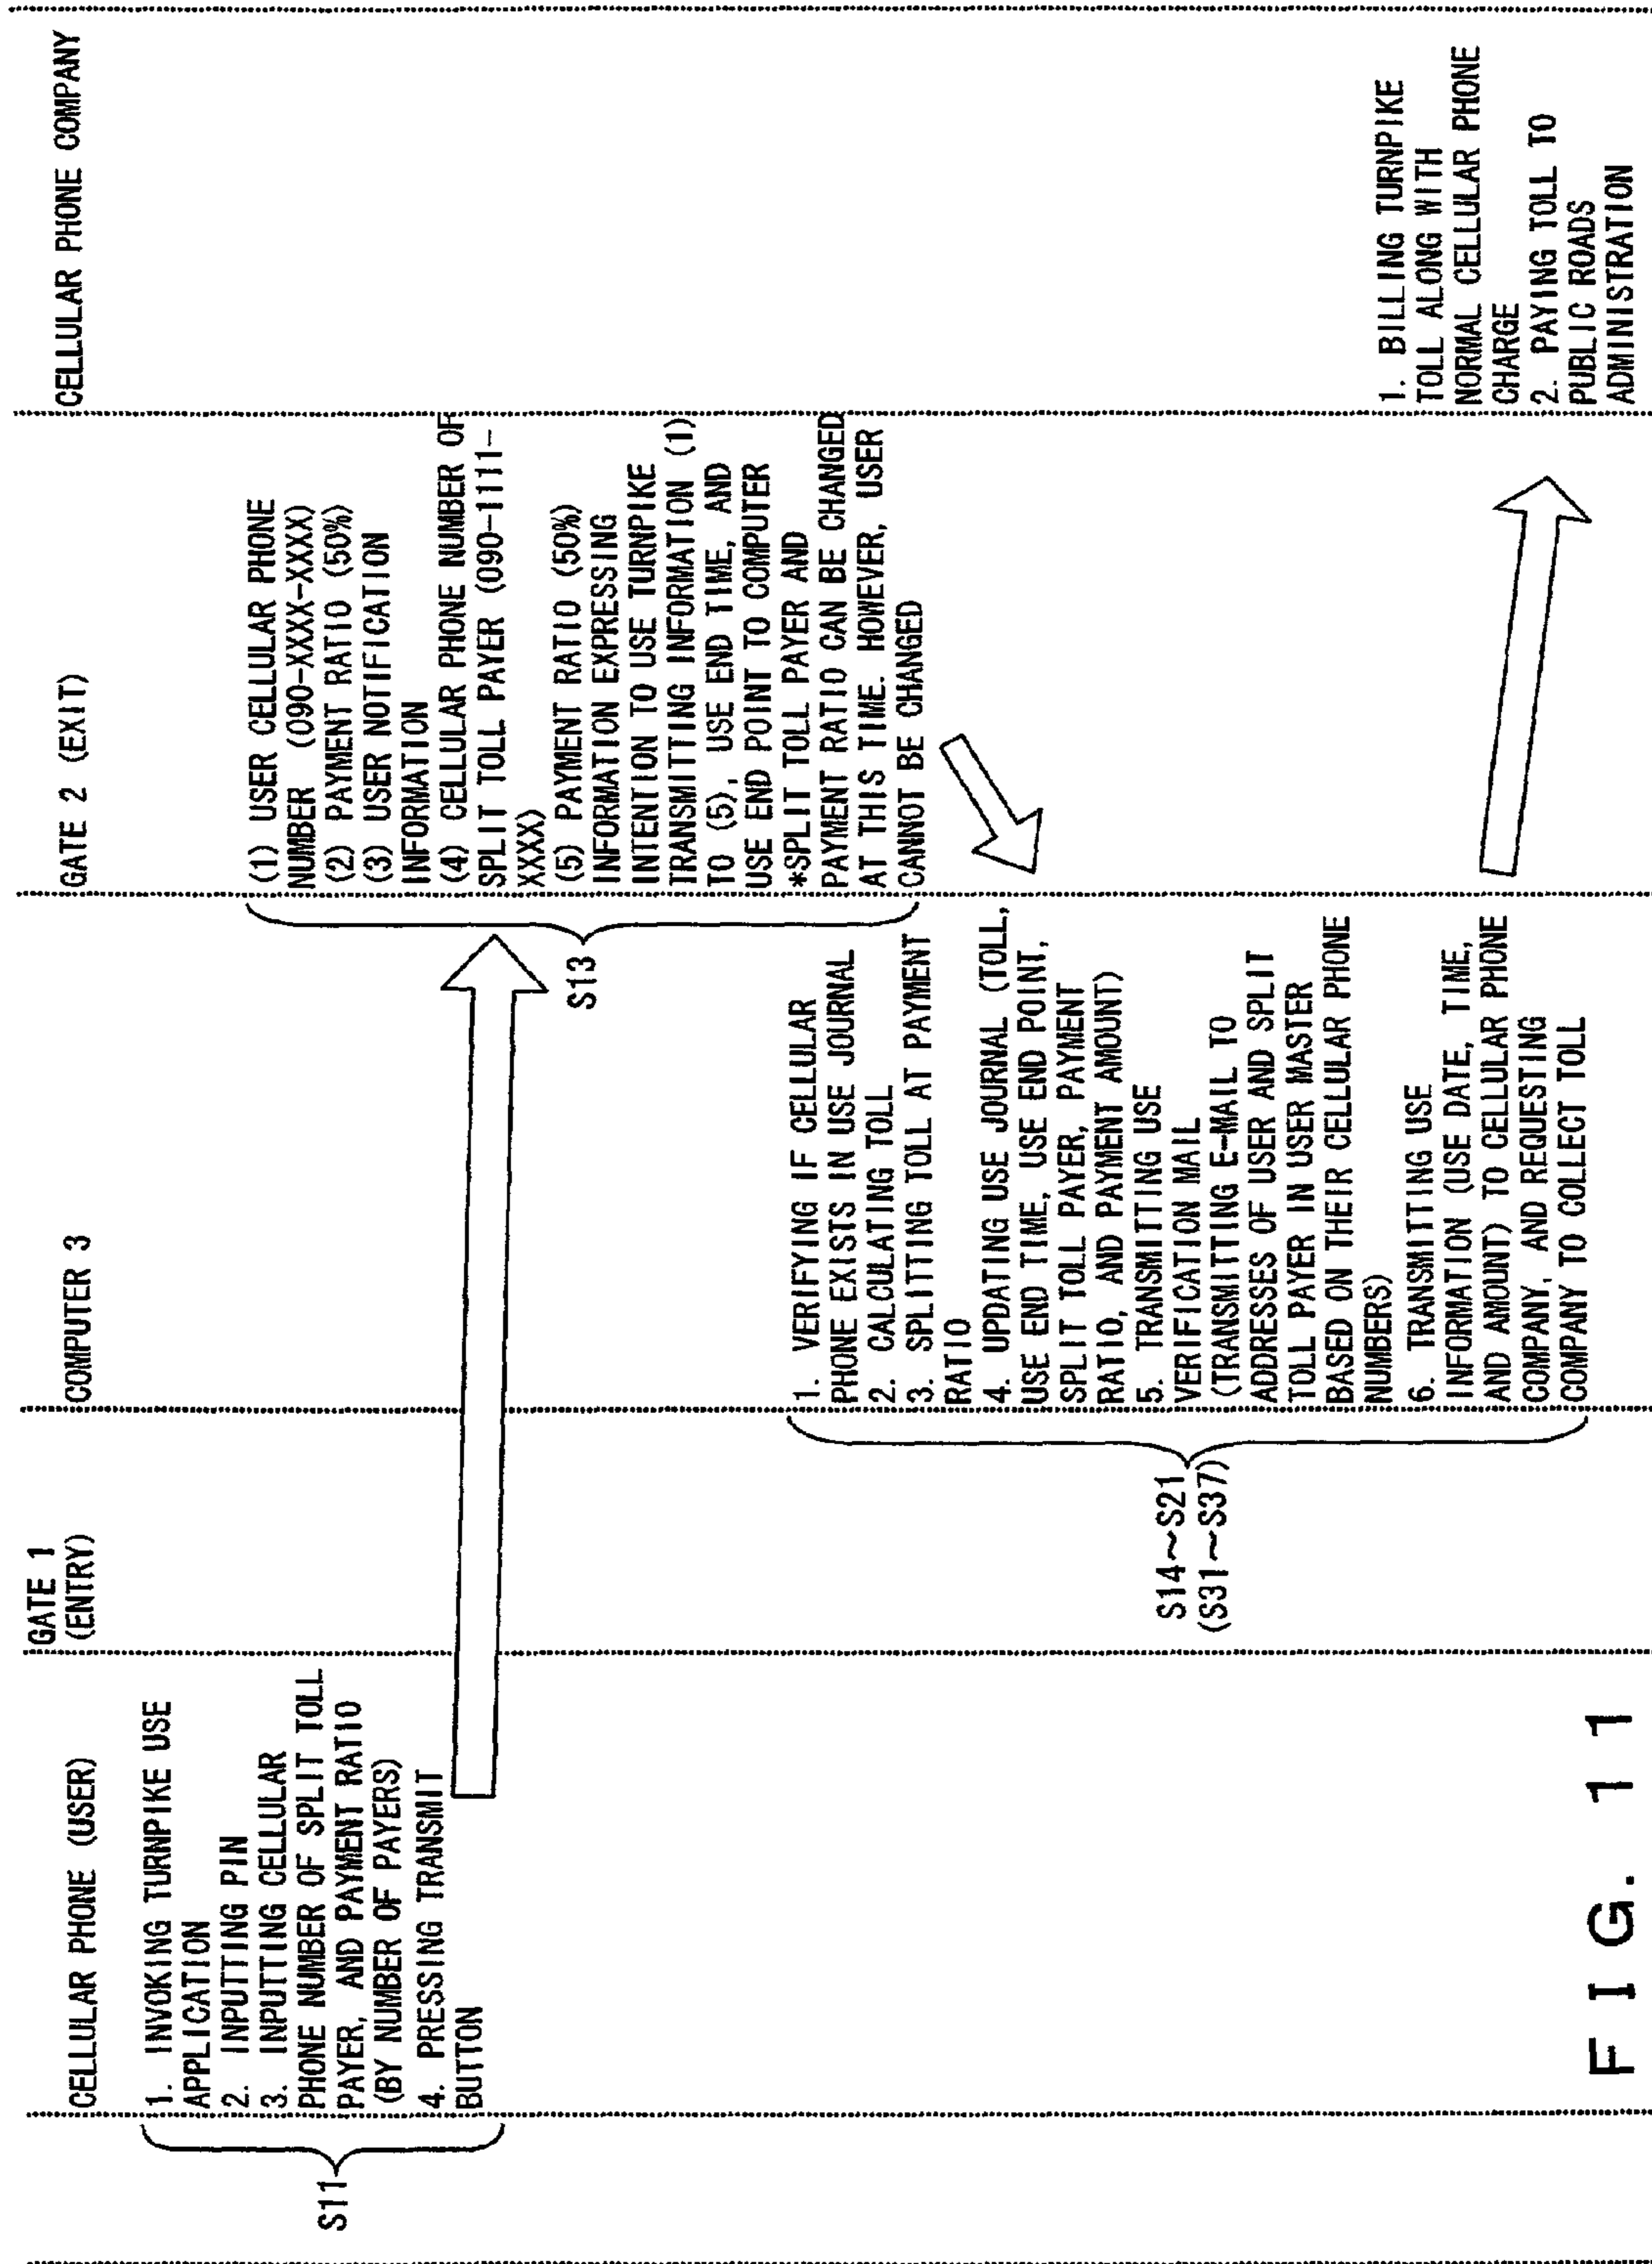 CELLULAR PHONE (USER)
GATE 1
(ENTRY)
COMPUTER 3
GATE 2 (EXIT)
CELLULAR PHONE COMPANY
S11
1. INVOKING TURNPIKE USE
APPLICATION
2. INPUTTING PIN
3. INPUTTING CELLULAR
PHONE NUMBER OF SPLIT TOLL
PAYER, AND PAYMENT RATIO
(BY NUMBER OF PAYERS)
4. PRESSING TRANSMIT
BUTTON
S13
(1) USER CELLULAR PHONE
NUMBER (090-XXXX-XXXX)
(2) PAYMENT RATIO (50%)
(3) USER NOTIFICATION
INFORMATION
(4) CELLULAR PHONE NUMBER OF
SPLIT TOLL PAYER (090-1111-
XXXX)
(5) PAYMENT RATIO (50%)
INFORMATION EXPRESSING
INTENTION TO USE TURNPIKE
TRANSMITTING INFORMATION (1)
TO (5), USE END TIME, AND
USE END POINT TO COMPUTER
*SPLIT TOLL PAYER AND
PAYMENT RATIO CAN BE CHANGED
AT THIS TIME. HOWEVER, USER
CANNOT BE CHANGED
S14~S21
(S31~S37)
1. VERIFYING IF CELLULAR
PHONE EXISTS IN USE JOURNAL
2. CALCULATING TOLL
3. SPLITTING TOLL AT PAYMENT
RATIO
4. UPDATING USE JOURNAL (TOLL,
USE END TIME, USE END POINT,
SPLIT TOLL PAYER, PAYMENT
RATIO, AND PAYMENT AMOUNT)
5. TRANSMITTING USE
VERIFICATION MAIL
(TRANSMITTING E-MAIL TO
ADDRESSES OF USER AND SPLIT
TOLL PAYER IN USER MASTER
BASED ON THEIR CELLULAR PHONE
NUMBERS)
6. TRANSMITTING USE
INFORMATION (USE DATE, TIME,
AND AMOUNT) TO CELLULAR PHONE
COMPANY, AND REQUESTING
COMPANY TO COLLECT TOLL
1. BILLING TURNPIKE
TOLL ALONG WITH
NORMAL CELLULAR PHONE
CHARGE
2. PAYING TOLL TO
PUBLIC ROADS
ADMINISTRATION
FIG. 11